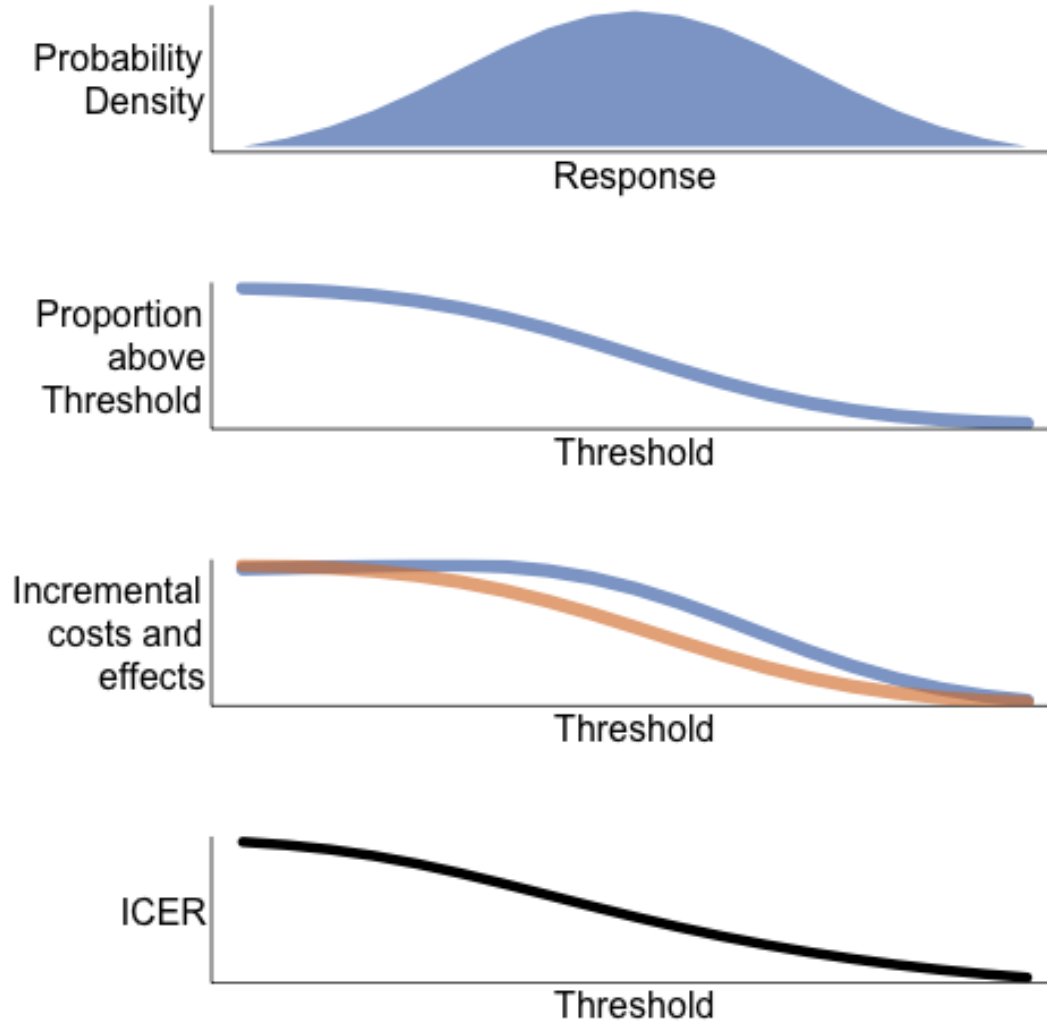 Probability
Density
Response
Proportion
above
Threshold
Threshold
Incremental
costs and
effects
Threshold
ICER
Threshold